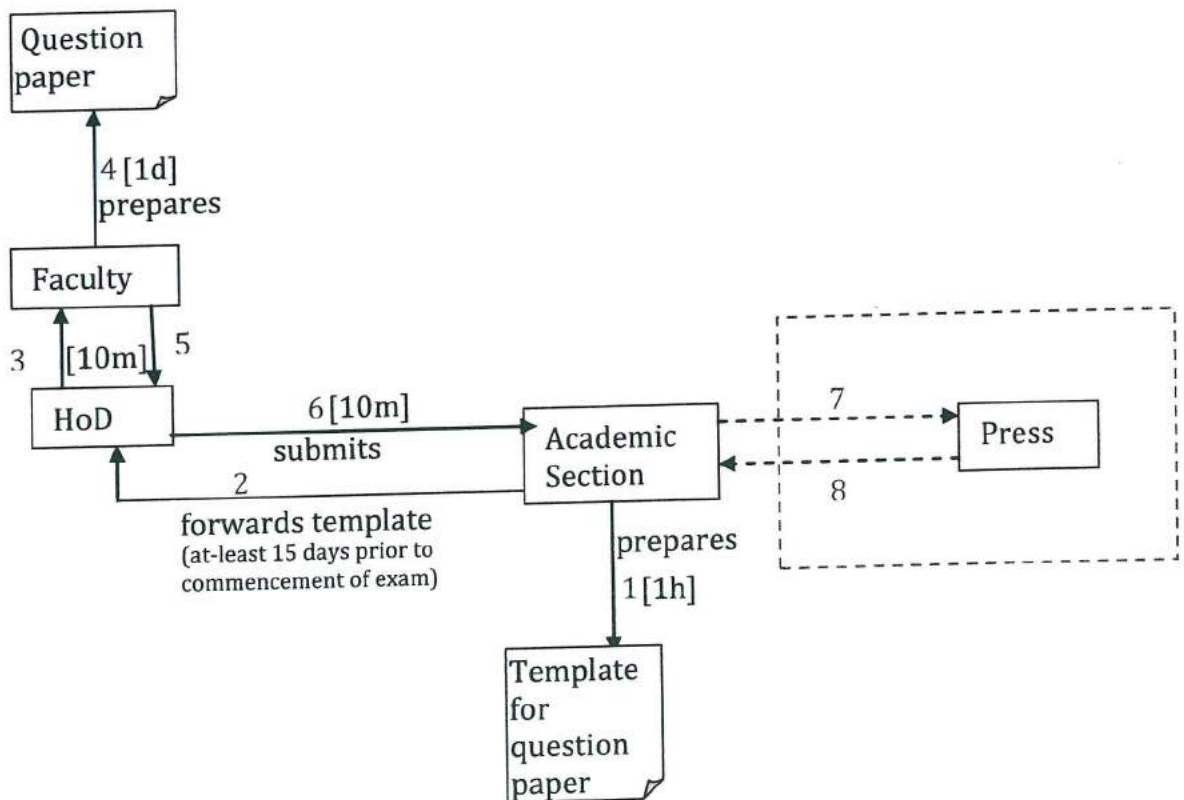 Question
paper
4 [1d]
prepares
Faculty
3
[10m]
5
HoD
6 [10m]
submits
2
forwards template
(at-least 15 days prior to
commencement of exam)
Academic
Section
7
8
Press
prepares
1 [1h]
Template
for
question
paper